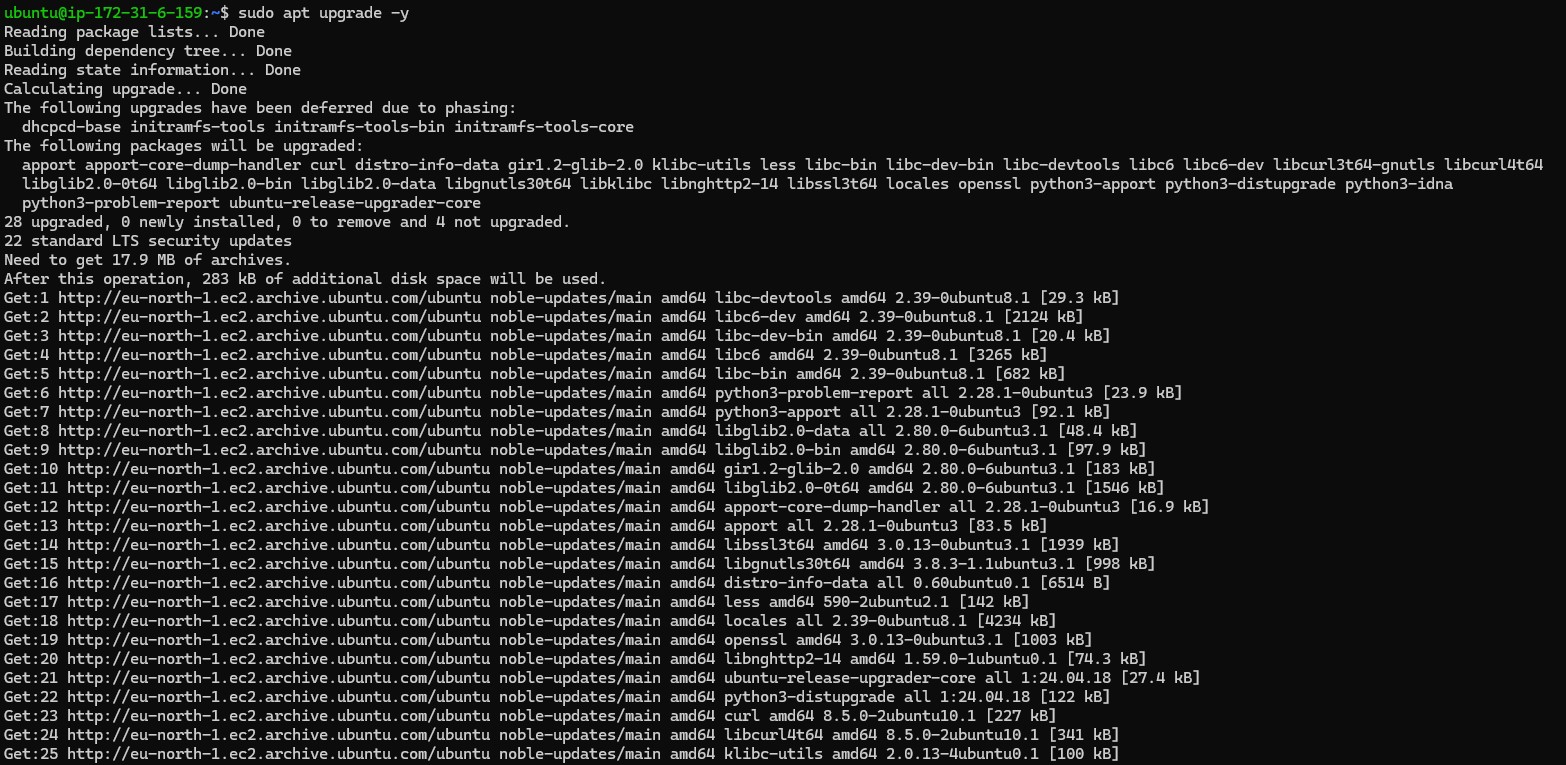 ubuntu@ip-172-31-6-159:~$ sudo apt upgrade -y
Reading package lists... Done
Building dependency tree... Done
Reading state information... Done
Calculating upgrade... Done
The following upgrades have been deferred due to phasing:
  dhcpcd-base initramfs-tools initramfs-tools-bin initramfs-tools-core
The following packages will be upgraded:
  apport apport-core-dump-handler curl distro-info-data gir1.2-glib-2.0 klibc-utils less libc-bin libc-dev-bin libc-devtools libc6 libc6-dev libcurl3t64-gnutls libcurl4t64
  libglib2.0-0t64 libglib2.0-bin libglib2.0-data libgnutls30t64 libklibc libnghttp2-14 libssl3t64 locales openssl python3-apport python3-distupgrade python3-idna
  python3-problem-report ubuntu-release-upgrader-core
28 upgraded, 0 newly installed, 0 to remove and 4 not upgraded.
22 standard LTS security updates
Need to get 17.9 MB of archives.
After this operation, 283 kB of additional disk space will be used.
Get:1 http://eu-north-1.ec2.archive.ubuntu.com/ubuntu noble-updates/main amd64 libc-devtools amd64 2.39-0ubuntu8.1 [29.3 kB]
Get:2 http://eu-north-1.ec2.archive.ubuntu.com/ubuntu noble-updates/main amd64 libc6-dev amd64 2.39-0ubuntu8.1 [2124 kB]
Get:3 http://eu-north-1.ec2.archive.ubuntu.com/ubuntu noble-updates/main amd64 libc-dev-bin amd64 2.39-0ubuntu8.1 [20.4 kB]
Get:4 http://eu-north-1.ec2.archive.ubuntu.com/ubuntu noble-updates/main amd64 libc6 amd64 2.39-0ubuntu8.1 [3265 kB]
Get:5 http://eu-north-1.ec2.archive.ubuntu.com/ubuntu noble-updates/main amd64 libc-bin amd64 2.39-0ubuntu8.1 [682 kB]
Get:6 http://eu-north-1.ec2.archive.ubuntu.com/ubuntu noble-updates/main amd64 python3-problem-report all 2.28.1-0ubuntu3 [23.9 kB]
Get:7 http://eu-north-1.ec2.archive.ubuntu.com/ubuntu noble-updates/main amd64 python3-apport all 2.28.1-0ubuntu3 [92.1 kB]
Get:8 http://eu-north-1.ec2.archive.ubuntu.com/ubuntu noble-updates/main amd64 libglib2.0-data all 2.80.0-6ubuntu3.1 [48.4 kB]
Get:9 http://eu-north-1.ec2.archive.ubuntu.com/ubuntu noble-updates/main amd64 libglib2.0-bin amd64 2.80.0-6ubuntu3.1 [97.9 kB]
Get:10 http://eu-north-1.ec2.archive.ubuntu.com/ubuntu noble-updates/main amd64 gir1.2-glib-2.0 amd64 2.80.0-6ubuntu3.1 [183 kB]
Get:11 http://eu-north-1.ec2.archive.ubuntu.com/ubuntu noble-updates/main amd64 libglib2.0-0t64 amd64 2.80.0-6ubuntu3.1 [1546 kB]
Get:12 http://eu-north-1.ec2.archive.ubuntu.com/ubuntu noble-updates/main amd64 apport-core-dump-handler all 2.28.1-0ubuntu3 [16.9 kB]
Get:13 http://eu-north-1.ec2.archive.ubuntu.com/ubuntu noble-updates/main amd64 apport all 2.28.1-0ubuntu3 [83.5 kB]
Get:14 http://eu-north-1.ec2.archive.ubuntu.com/ubuntu noble-updates/main amd64 libssl3t64 amd64 3.0.13-0ubuntu3.1 [1939 kB]
Get:15 http://eu-north-1.ec2.archive.ubuntu.com/ubuntu noble-updates/main amd64 libgnutls30t64 amd64 3.8.3-1.1ubuntu3.1 [998 kB]
Get:16 http://eu-north-1.ec2.archive.ubuntu.com/ubuntu noble-updates/main amd64 distro-info-data all 0.60ubuntu0.1 [6514 B]
Get:17 http://eu-north-1.ec2.archive.ubuntu.com/ubuntu noble-updates/main amd64 less amd64 590-2ubuntu2.1 [142 kB]
Get:18 http://eu-north-1.ec2.archive.ubuntu.com/ubuntu noble-updates/main amd64 locales all 2.39-0ubuntu8.1 [4234 kB]
Get:19 http://eu-north-1.ec2.archive.ubuntu.com/ubuntu noble-updates/main amd64 openssl amd64 3.0.13-0ubuntu3.1 [1003 kB]
Get:20 http://eu-north-1.ec2.archive.ubuntu.com/ubuntu noble-updates/main amd64 libnghttp2-14 amd64 1.59.0-1ubuntu0.1 [74.3 kB]
Get:21 http://eu-north-1.ec2.archive.ubuntu.com/ubuntu noble-updates/main amd64 ubuntu-release-upgrader-core all 1:24.04.18 [27.4 kB]
Get:22 http://eu-north-1.ec2.archive.ubuntu.com/ubuntu noble-updates/main amd64 python3-distupgrade all 1:24.04.18 [122 kB]
Get:23 http://eu-north-1.ec2.archive.ubuntu.com/ubuntu noble-updates/main amd64 curl amd64 8.5.0-2ubuntu10.1 [227 kB]
Get:24 http://eu-north-1.ec2.archive.ubuntu.com/ubuntu noble-updates/main amd64 libcurl4t64 amd64 8.5.0-2ubuntu10.1 [341 kB]
Get:25 http://eu-north-1.ec2.archive.ubuntu.com/ubuntu noble-updates/main amd64 klibc-utils amd64 2.0.13-4ubuntu0.1 [100 kB]